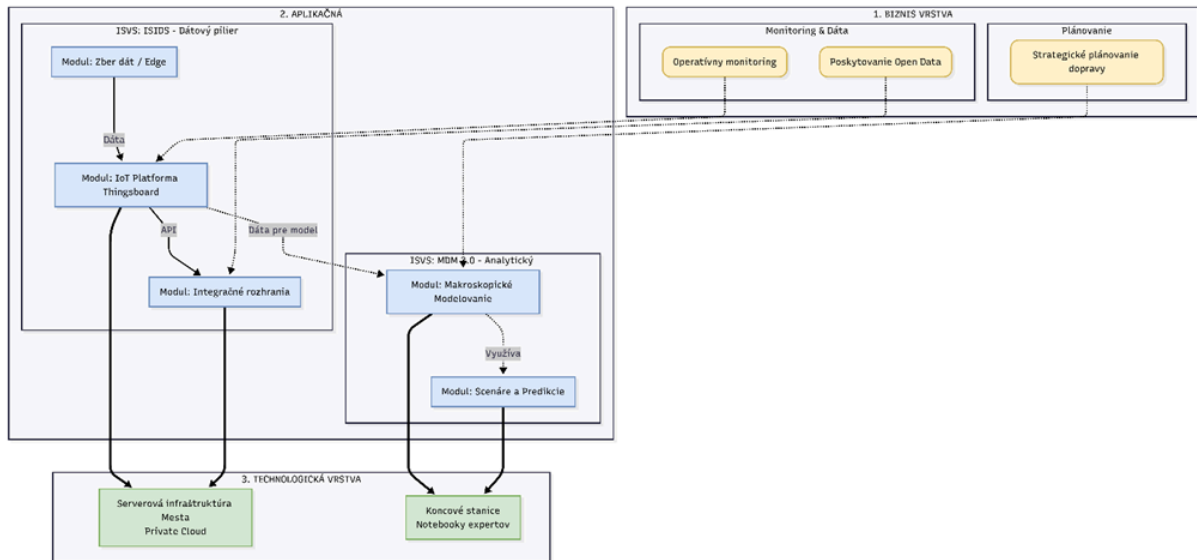 2. APLIKAČNÁ
ISVS: ISIDS - Dátový pilier
Modul: Zber dát / Edge
Dáta
Modul: IoT Platforma
Thingsboard
API
Dáta pre model
Modul: Integračné rozhrania
ISVS: MDM 3.0 - Analytický
Modul: Makroskopické
Modelovanie
Využíva
Modul: Scenáre a Predikcie
1. BIZNIS VRSTVA
Monitoring & Dáta
Operatívny monitoring
Poskytovanie Open Data
Plánovanie
Strategické plánovanie
dopravy
3. TECHNOLOGICKÁ VRSTVA
Serverová infraštruktúra
Mesta
Private Cloud
Koncové stanice
Notebooky expertov